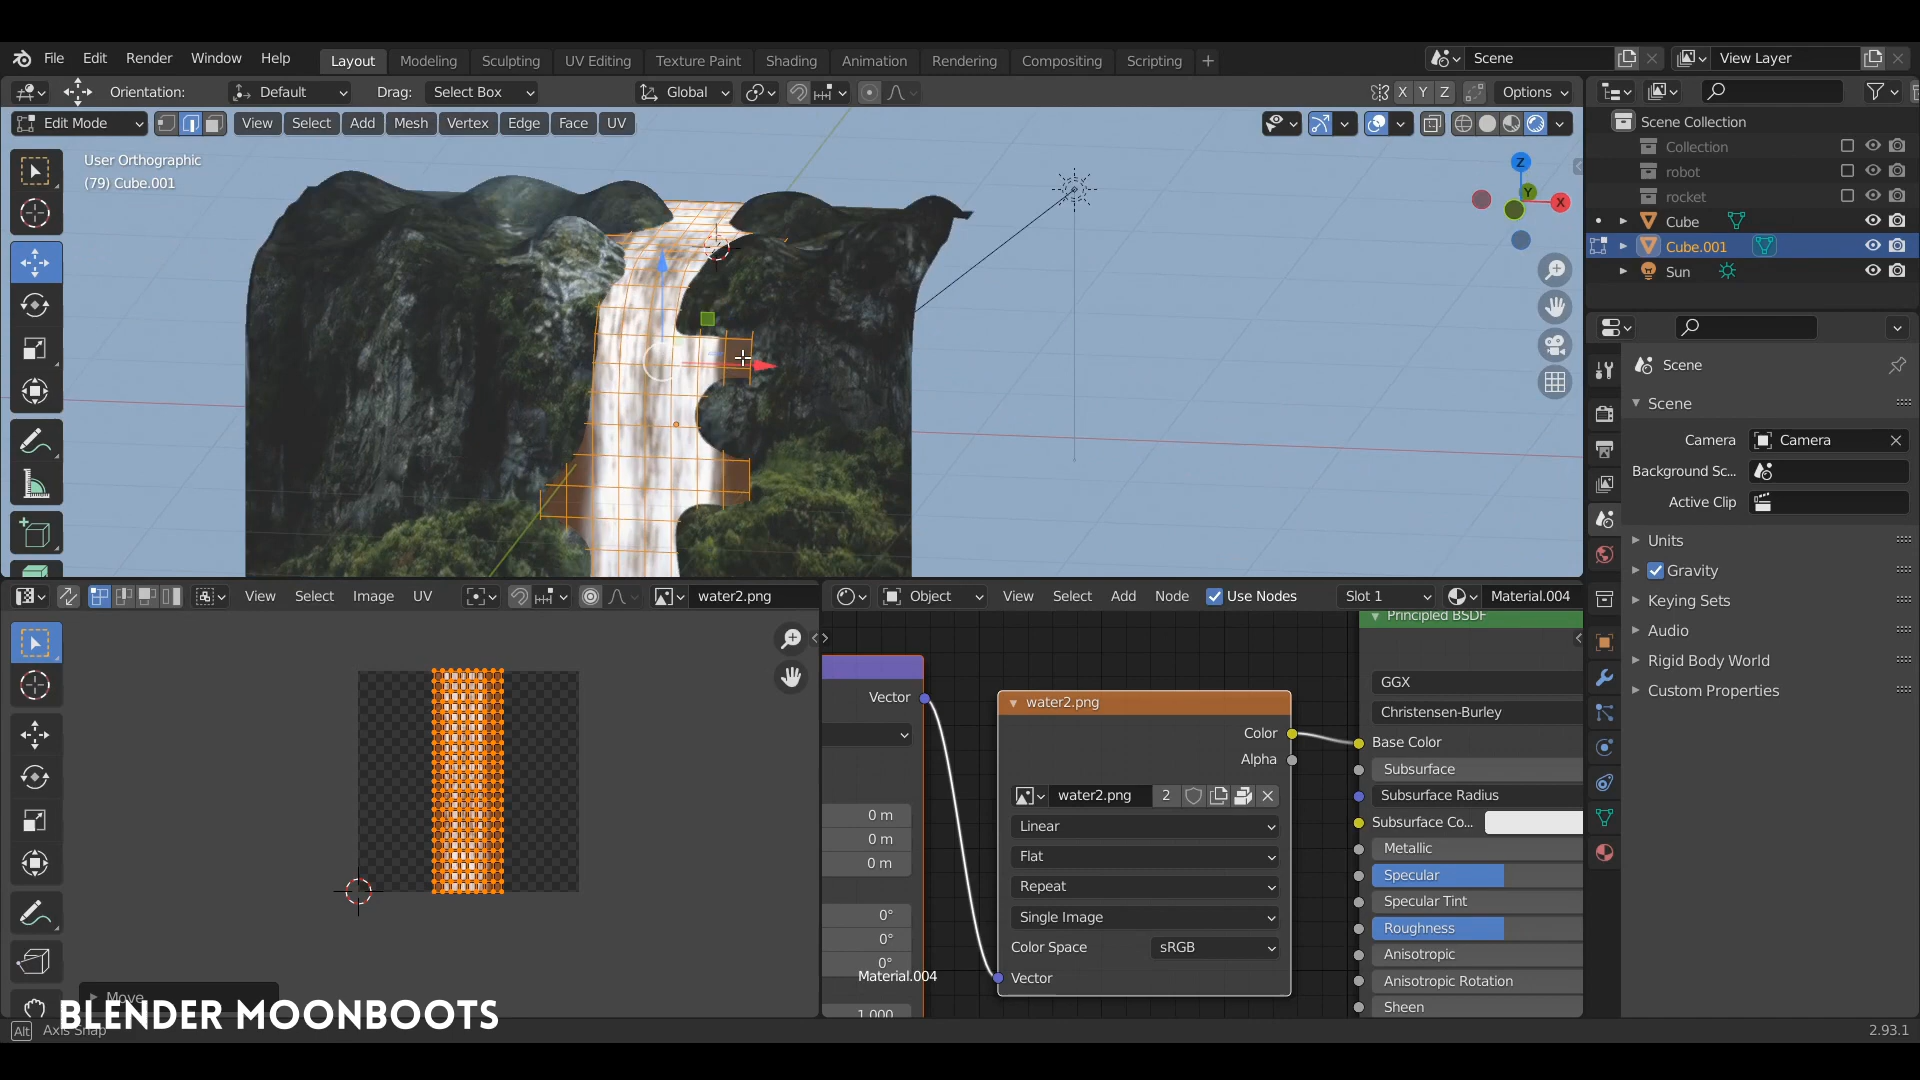 File Edit Render Window Help Layout Modeling Sculpting UV Editing Texture Paint Shading Animation Rendering Compositing Scripting + Scene View Layer
Orientation: Default Drag: Select Box Global X Y Z Options
Edit Mode View Select Add Mesh Vertex Edge Face UV
User Orthographic
(79) Cube.001
Z
Y
X
Scene Collection
Collection
robot
rocket
Cube
Cube.001
Sun
Scene
Scene
Camera Camera
Background Sc...
Active Clip
Units
Gravity
Keying Sets
Audio
Rigid Body World
Custom Properties
View Select Image UV water2.png
Object View Select Add Node Use Nodes Slot 1 Material.004
Principled BSDF
GGX
Christensen-Burley
Base Color
Subsurface
Subsurface Radius
Subsurface Co...
Metallic
Specular
Specular Tint
Roughness
Anisotropic
Anisotropic Rotation
Sheen
Vector
0 m
0 m
0 m
0°
0°
0°
1.000
Material.004
water2.png
Color
Alpha
water2.png 2
Linear
Flat
Repeat
Single Image
Color Space sRGB
Vector
Move
BLENDER MOONBOOTS
Alt Axis Snap
2.93.1